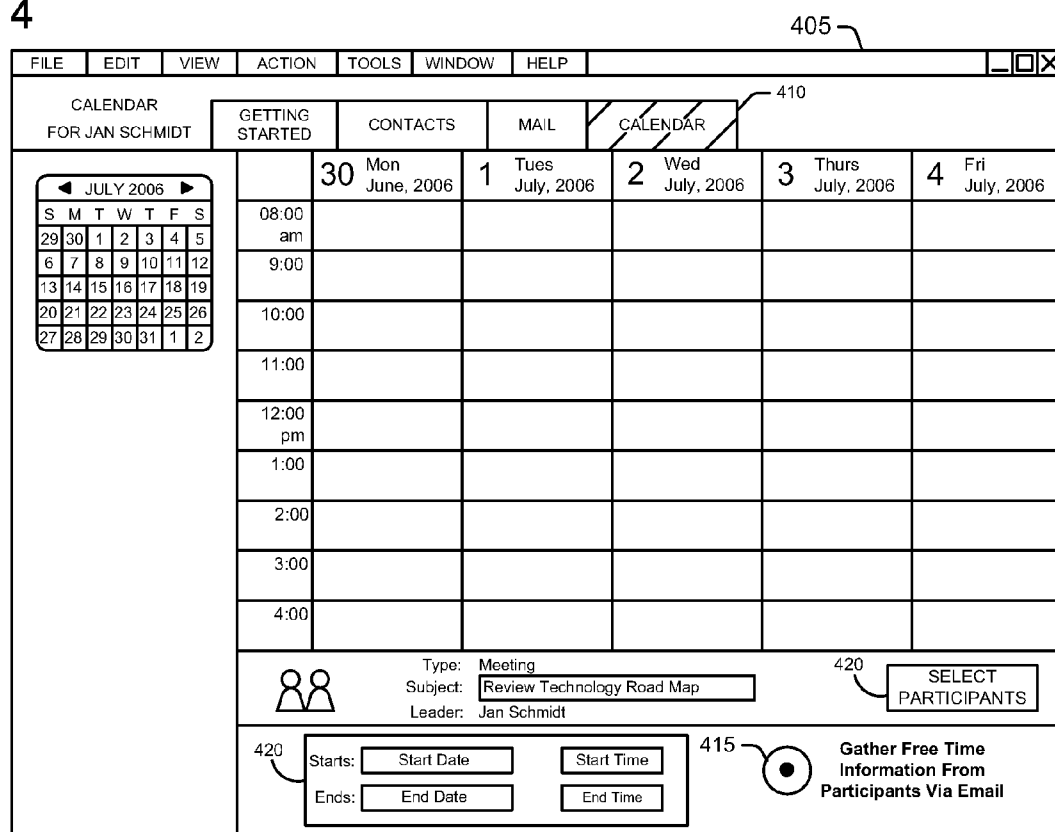 4
405
FILE EDIT VIEW ACTION TOOLS WINDOW HELP
410
CALENDAR
FOR JAN SCHMIDT
GETTING
STARTED
CONTACTS
MAIL
CALENDAR
JULY 2006
S M T W T F S
29 30 1 2 3 4 5
6 7 8 9 10 11 12
13 14 15 16 17 18 19
20 21 22 23 24 25 26
27 28 29 30 31 1 2
30 Mon
June, 2006
1 Tues
July, 2006
2 Wed
July, 2006
3 Thurs
July, 2006
4 Fri
July, 2006
08:00
am
9:00
10:00
11:00
12:00
pm
1:00
2:00
3:00
4:00
Type: Meeting
Subject: Review Technology Road Map
Leader: Jan Schmidt
420
SELECT
PARTICIPANTS
420
Starts: Start Date Start Time
Ends: End Date End Time
415
Gather Free Time
Information From
Participants Via Email